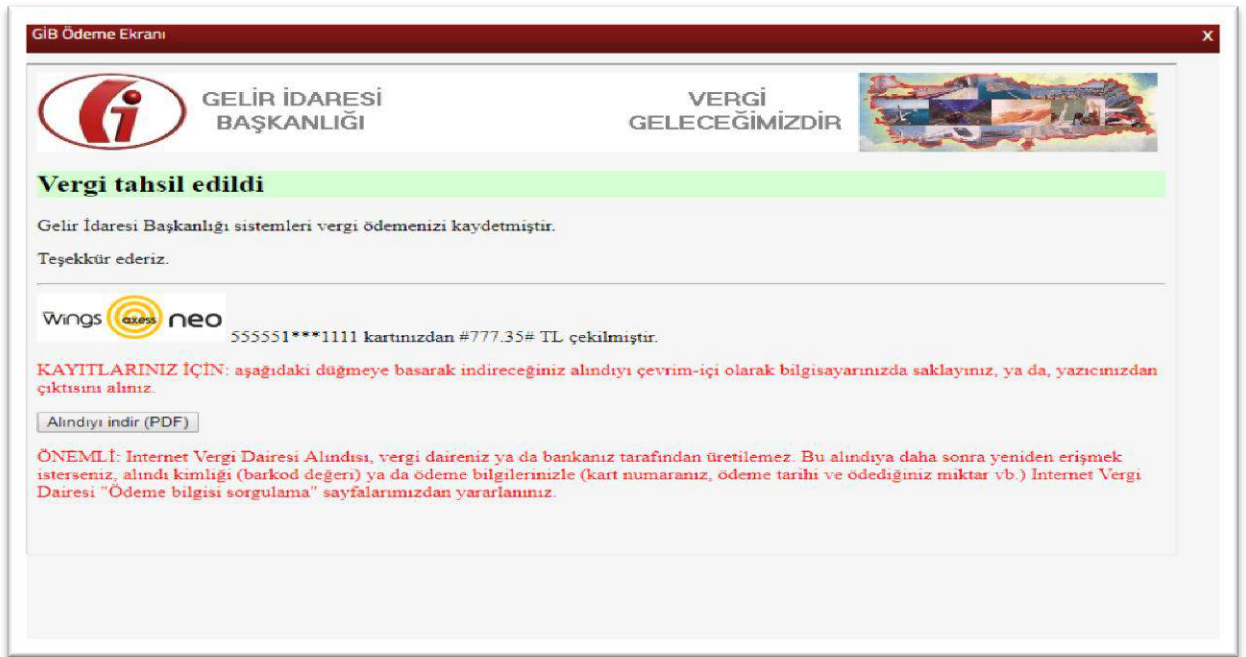 GİB Ödeme Ekranı X
GELİR İDARESİ
BAŞKANLIĞI
VERGİ
GELECEĞİMİZDİR
Vergi tahsil edildi
Gelir İdaresi Başkanlığı sistemleri vergi ödemenizi kaydetmiştir.
Teşekkür ederiz.
Wings axess neo
555551***1111 kartınızdan #777.35# TL çekilmiştir.
KAYITLARINIZ İÇİN: aşağıdaki düğmeye basarak indireceğiniz alındıyı çevrim-içi olarak bilgisayarınızda saklayınız, ya da, yazıcınızdan
çıktısını alınız.
Alındıyı indir (PDF)
ÖNEMLİ: Internet Vergi Dairesi Alındısı, vergi daireniz ya da bankanız tarafından üretilemez. Bu alındıya daha sonra yeniden erişmek
isterseniz, alındı kimliği (barkod değeri) ya da ödeme bilgilerinizle (kart numaranız, ödeme tarihi ve ödediğiniz miktar vb.) Internet Vergi
Dairesi "Ödeme bilgisi sorgulama" sayfalarımızdan yararlanınız.